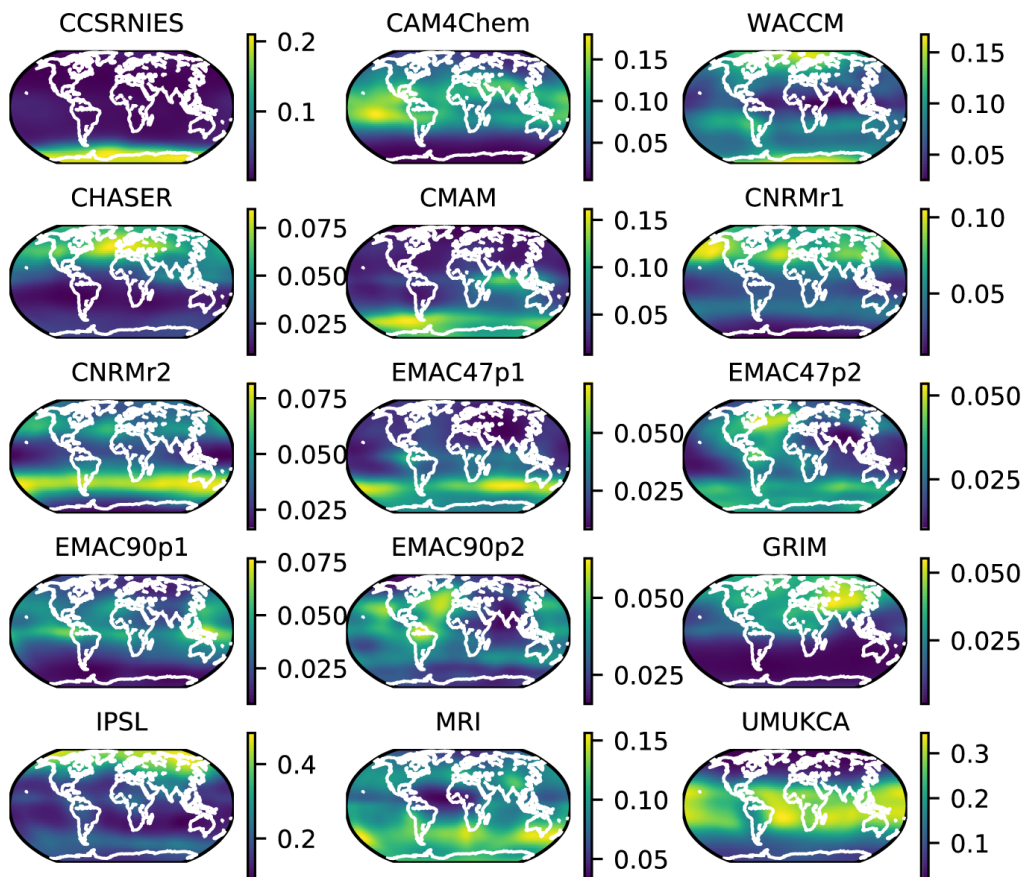 CCSRNIES
0.2
0.1
CAM4Chem
0.15
0.10
0.05
WACCM
0.15
0.10
0.05
CHASER
0.075
0.050
0.025
CMAM
0.15
0.10
0.05
CNRMr1
0.10
0.05
CNRMr2
0.075
0.050
0.025
EMAC47p1
0.050
0.025
EMAC47p2
0.050
0.025
EMAC90p1
0.075
0.050
0.025
EMAC90p2
0.050
0.025
GRIM
0.050
0.025
IPSL
0.4
0.2
MRI
0.15
0.10
0.05
UMUKCA
0.3
0.2
0.1